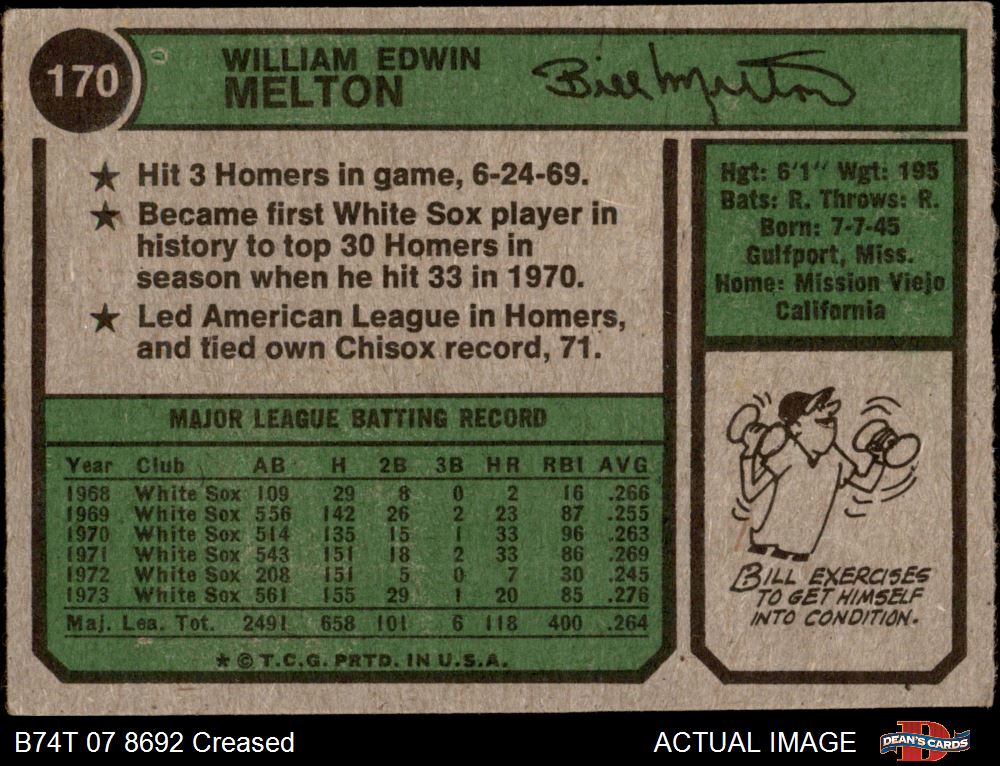 170
WILLIAM EDWIN
MELTON
Bill Melton
★ Hit 3 Homers in game, 6-24-69.
★ Became first White Sox player in
history to top 30 Homers in
season when he hit 33 in 1970.
★ Led American League in Homers,
and tied own Chisox record, 71.
Hgt: 6'1" Wgt: 195
Bats: R. Throws: R.
Born: 7-7-45
Gulfport, Miss.
Home: Mission Viejo
California
MAJOR LEAGUE BATTING RECORD
Year Club AB H 2B 3B HR RBI AVG
1968 White Sox 109 29 8 0 2 16 .266
1969 White Sox 556 142 26 2 23 87 .255
1970 White Sox 514 135 15 1 33 96 .263
1971 White Sox 543 151 18 2 33 86 .269
1972 White Sox 208 151 5 0 7 30 .245
1973 White Sox 561 155 29 1 20 85 .276
Maj. Lea. Tot. 2491 658 101 6 118 400 .264
★ © T.C.G. PRTD. IN U.S.A.
BILL EXERCISES
TO GET HIMSELF
INTO CONDITION.
B74T 07 8692 Creased
ACTUAL IMAGE
D
DEAN'S CARDS